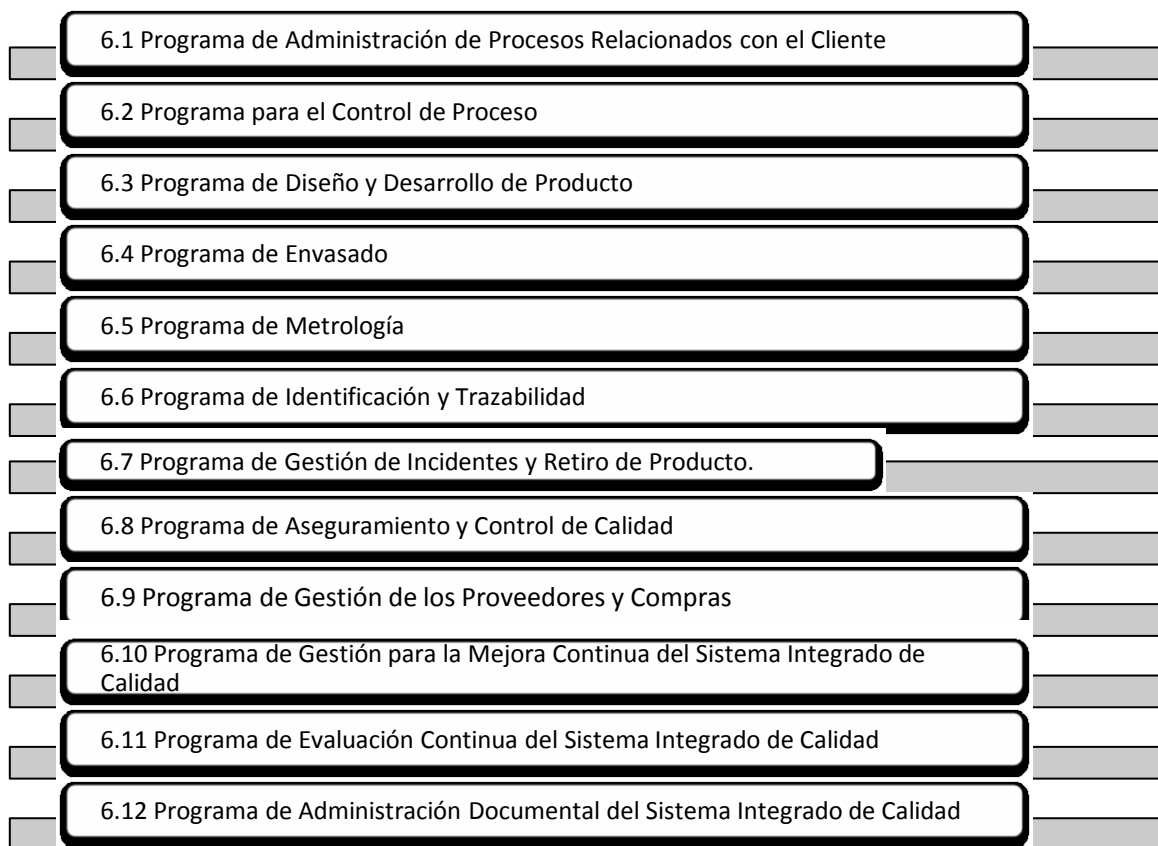 6.1 Programa de Administración de Procesos Relacionados con el Cliente
6.2 Programa para el Control de Proceso
6.3 Programa de Diseño y Desarrollo de Producto
6.4 Programa de Envasado
6.5 Programa de Metrología
6.6 Programa de Identificación y Trazabilidad
6.7 Programa de Gestión de Incidentes y Retiro de Producto.
6.8 Programa de Aseguramiento y Control de Calidad
6.9 Programa de Gestión de los Proveedores y Compras
6.10 Programa de Gestión para la Mejora Continua del Sistema Integrado de
Calidad
6.11 Programa de Evaluación Continua del Sistema Integrado de Calidad
6.12 Programa de Administración Documental del Sistema Integrado de Calidad